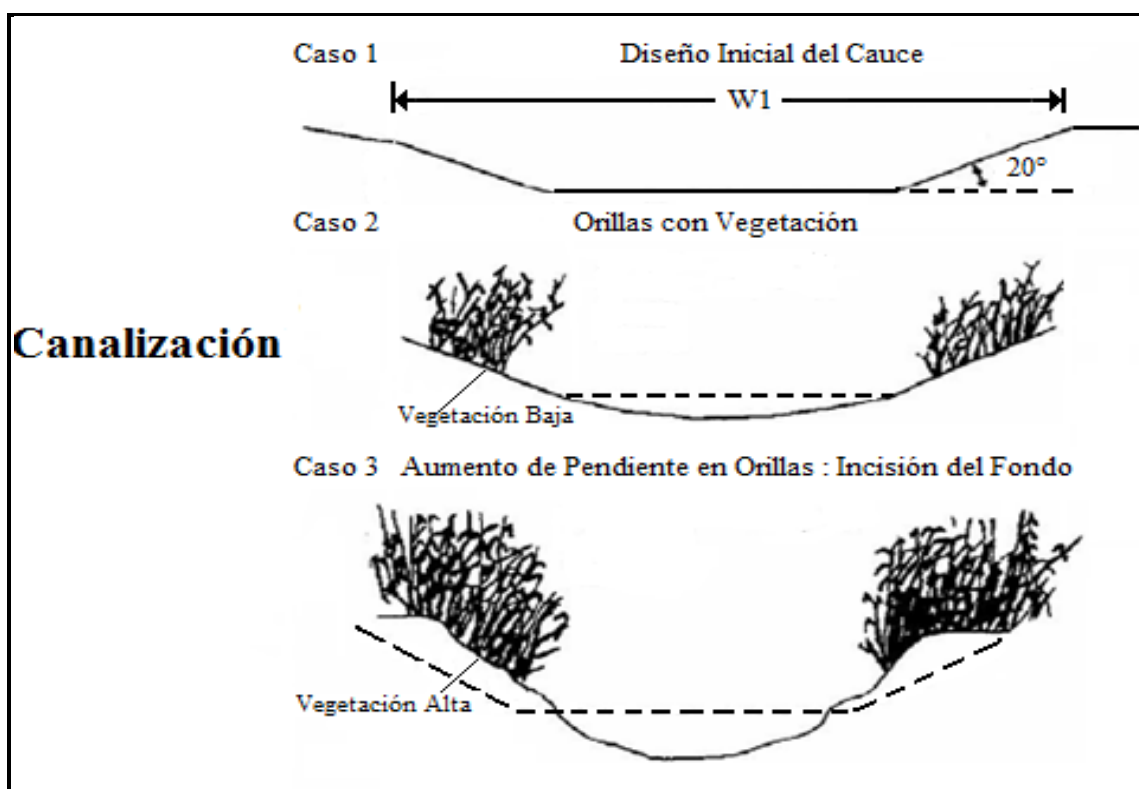 Caso 1 Diseño Inicial del Cauce
W1
20°
Caso 2 Orillas con Vegetación
Canalización
Vegetación Baja
Caso 3 Aumento de Pendiente en Orillas : Incisión del Fondo
Vegetación Alta